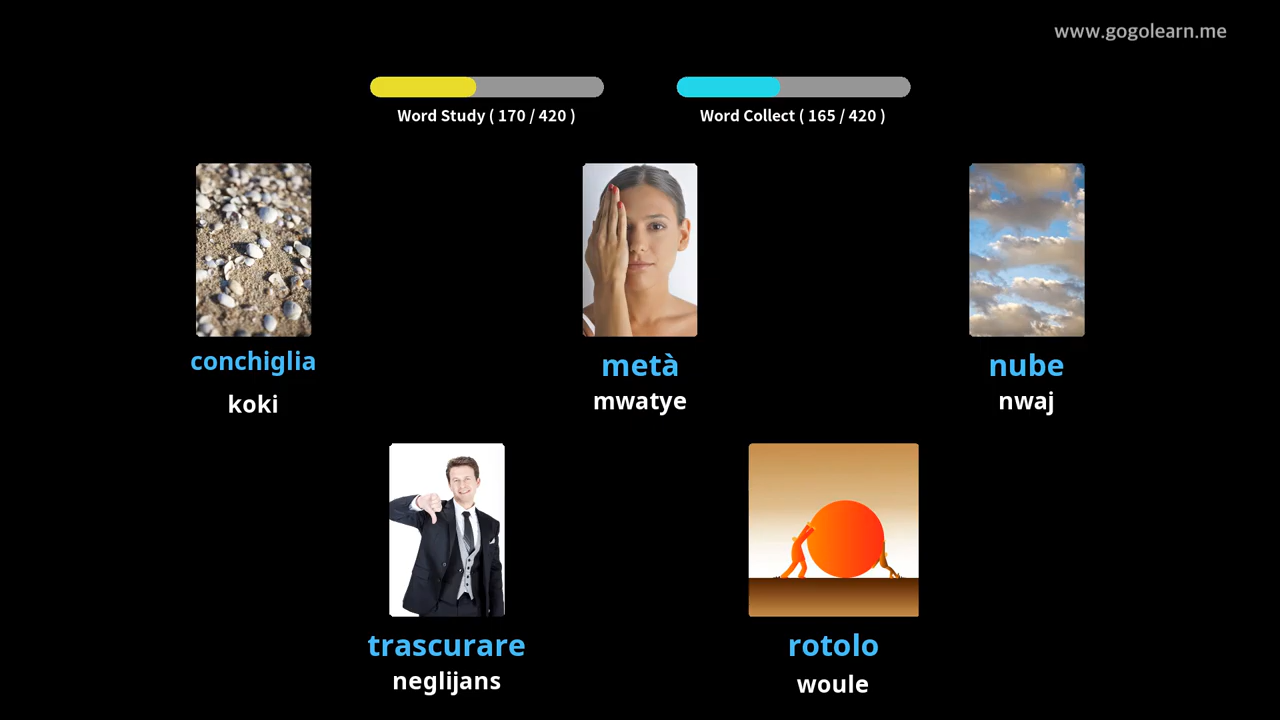 www.gogolearn.me
Word Study ( 170 / 420 )
Word Collect ( 165 / 420 )
conchiglia
koki
metà
mwatye
nube
nwaj
trascurare
neglijans
rotolo
woule